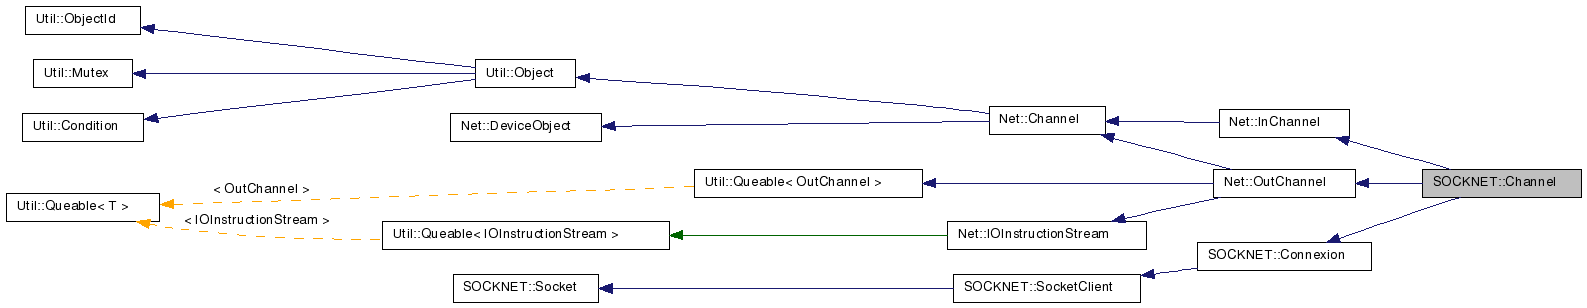 Util::ObjectId
Util::Mutex
Util::Object
Util::Condition
Net::DeviceObject
Net::Channel
Net::InChannel
< OutChannel >
Util::Queable< OutChannel >
Net::OutChannel
SOCKNET::Channel
Util::Queable< T >
< IOInstructionStream >
Util::Queable< IOInstructionStream >
Net::IOInstructionStream
SOCKNET::Connexion
SOCKNET::Socket
SOCKNET::SocketClient